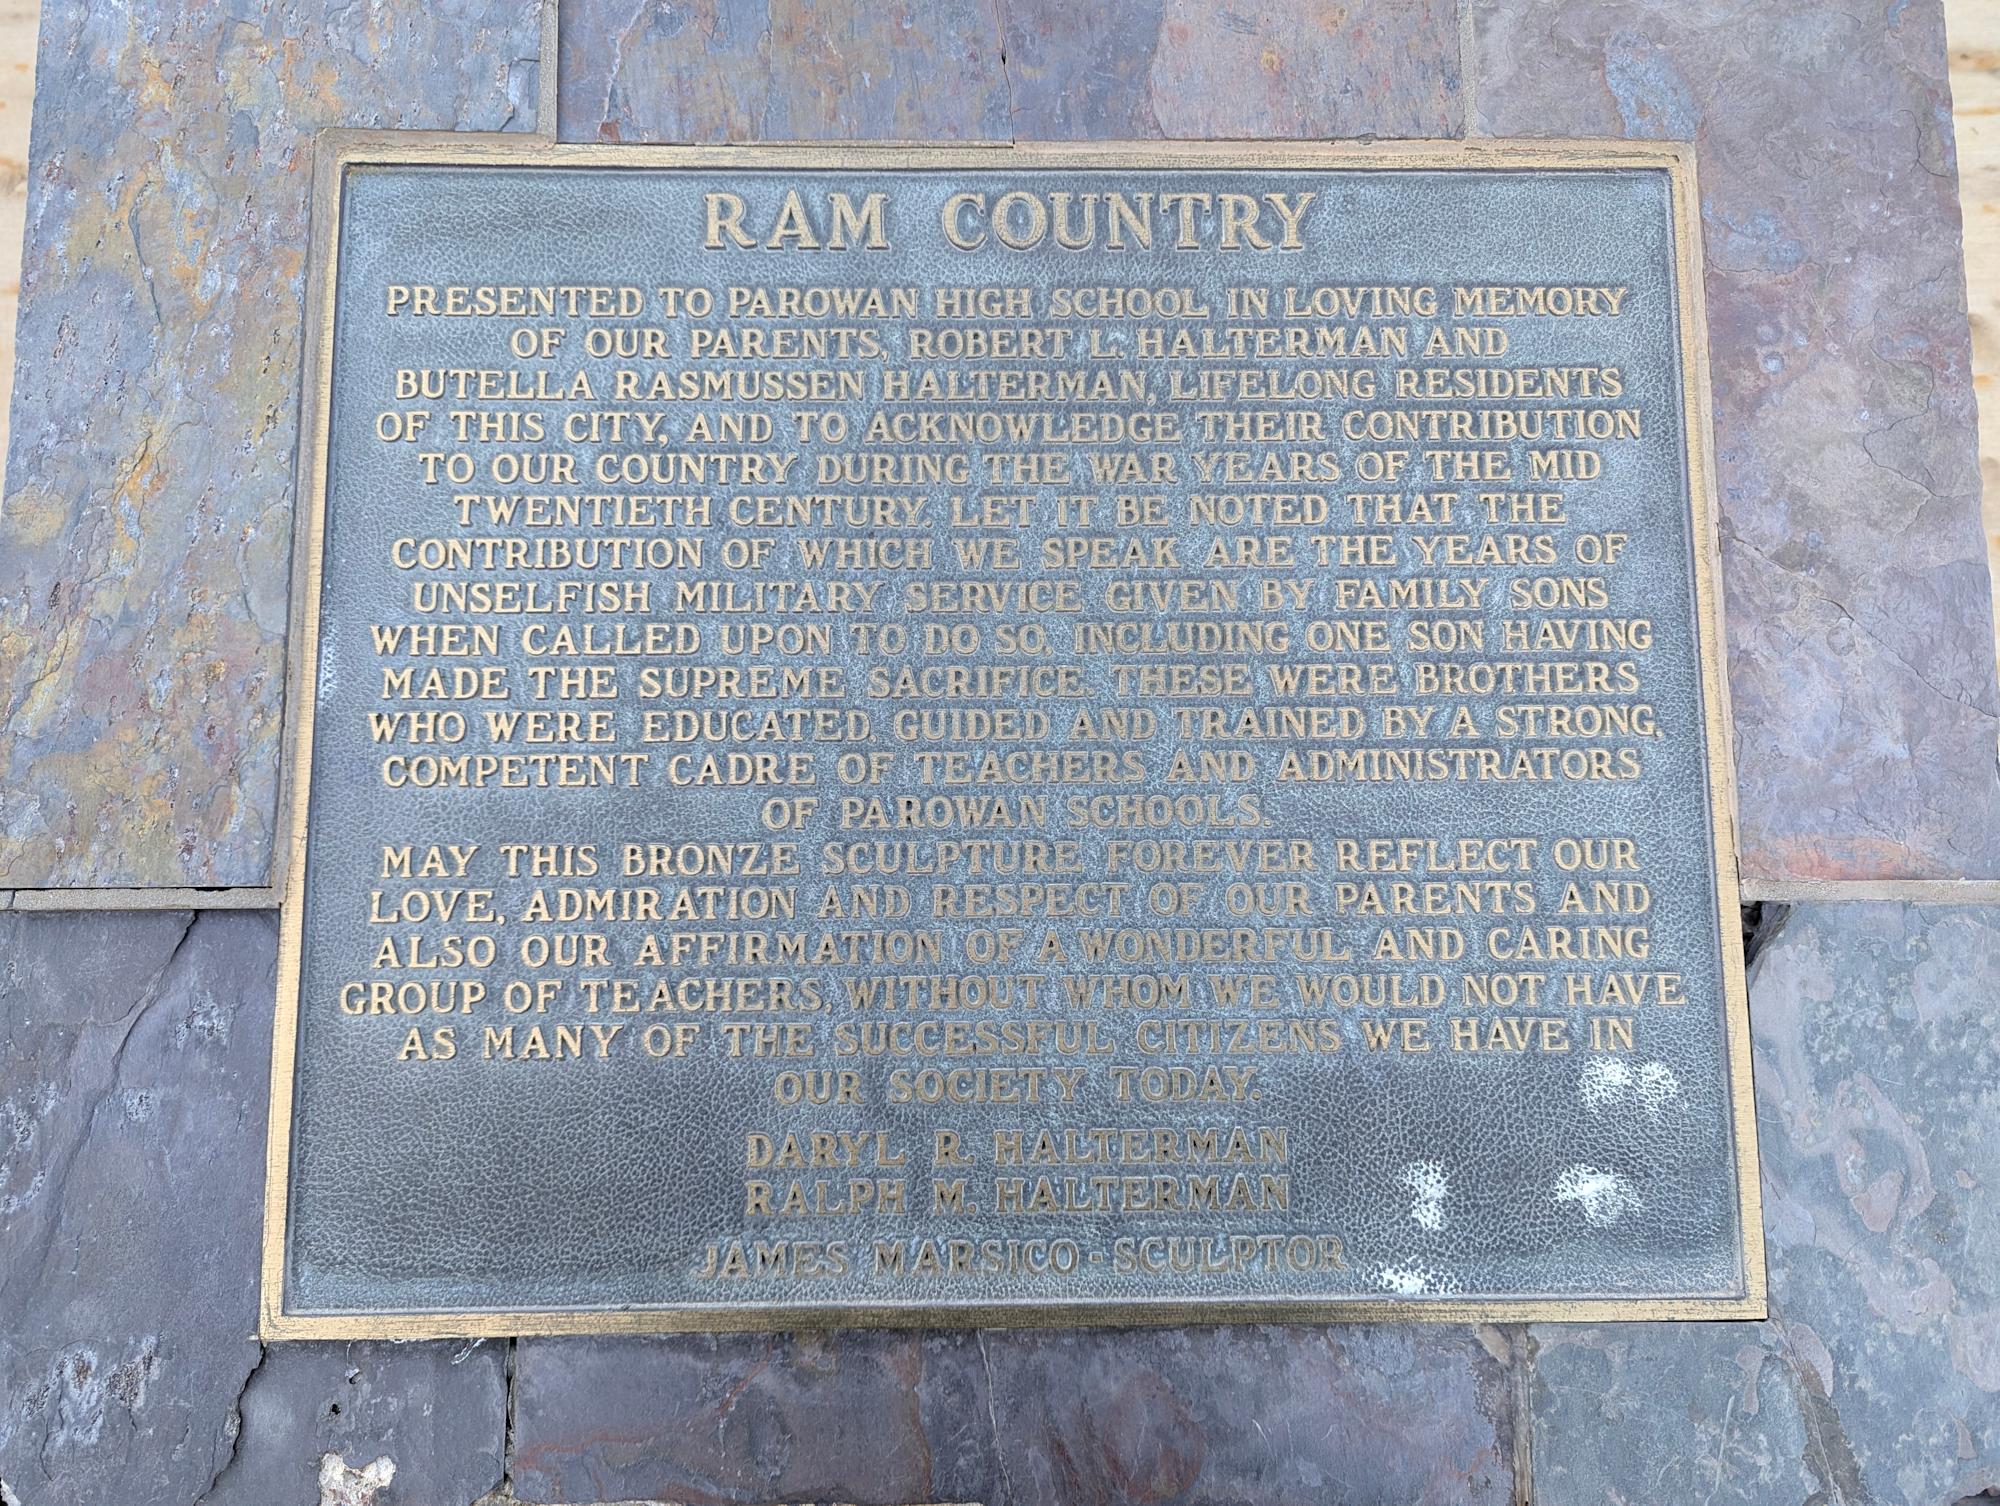 RAM COUNTRY
PRESENTED TO PAROWAN HIGH SCHOOL IN LOVING MEMORY
OF OUR PARENTS, ROBERT L. HALTERMAN AND
BUTELLA RASMUSSEN HALTERMAN, LIFELONG RESIDENTS
OF THIS CITY, AND TO ACKNOWLEDGE THEIR CONTRIBUTION
TO OUR COUNTRY DURING THE WAR YEARS OF THE MID
TWENTIETH CENTURY. LET IT BE NOTED THAT THE
CONTRIBUTION OF WHICH WE SPEAK ARE THE YEARS OF
UNSELFISH MILITARY SERVICE GIVEN BY FAMILY SONS
WHEN CALLED UPON TO DO SO, INCLUDING ONE SON HAVING
MADE THE SUPREME SACRIFICE. THESE WERE BROTHERS
WHO WERE EDUCATED, GUIDED AND TRAINED BY A STRONG,
COMPETENT CADRE OF TEACHERS AND ADMINISTRATORS
OF PAROWAN SCHOOLS.
MAY THIS BRONZE SCULPTURE FOREVER REFLECT OUR
LOVE, ADMIRATION AND RESPECT OF OUR PARENTS AND
ALSO OUR AFFIRMATION OF A WONDERFUL AND CARING
GROUP OF TEACHERS, WITHOUT WHOM WE WOULD NOT HAVE
AS MANY OF THE SUCCESSFUL CITIZENS WE HAVE IN
OUR SOCIETY TODAY.
DARYL R. HALTERMAN
RALPH M. HALTERMAN
JAMES MARSICO - SCULPTOR